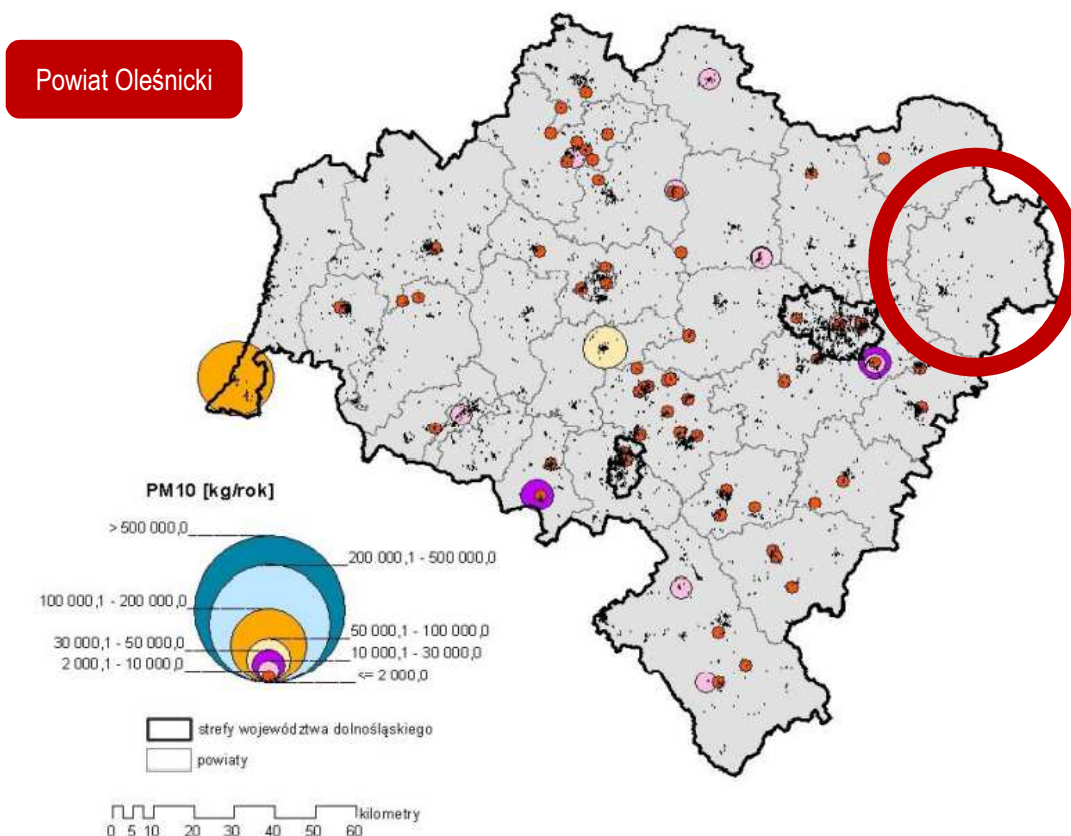 Powiat Oleśnicki
PM10 [kg/rok]
> 500 000,0
200 000,1 - 500 000,0
100 000,1 - 200 000,0
50 000,1 - 100 000,0
30 000,1 - 50 000,0
10 000,1 - 30 000,0
2 000,1 - 10 000,0
<= 2 000,0
strefy województwa dolnośląskiego
powiaty
kilometry
0 5 10 20 30 40 50 60